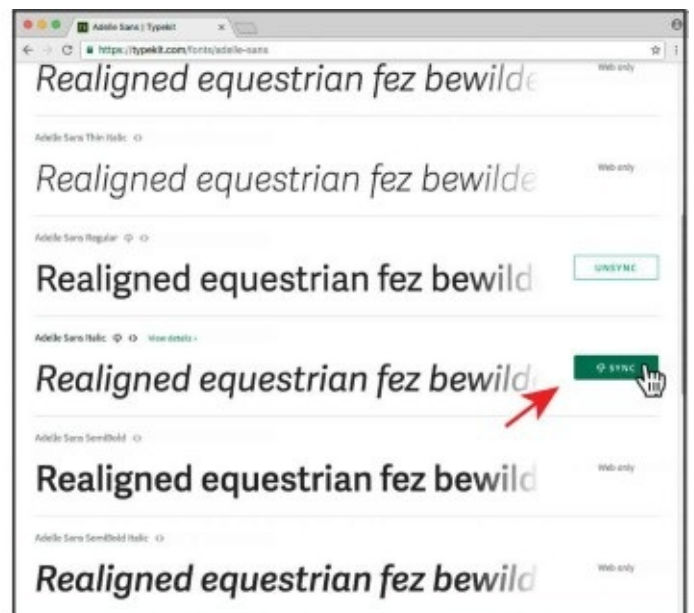 Adelle Sans | Typekit
https://typekit.com/fonts/adelle-sans
Realigned equestrian fez bewilde
Web only
Adelle Sans Thin Italic
Realigned equestrian fez bewilde
Web only
Adelle Sans Regular
Realigned equestrian fez bewild
UNSYNC
Adelle Sans Italic View details ›
Realigned equestrian fez bewild
SYNC
Adelle Sans SemiBold
Realigned equestrian fez bewild
Web only
Adelle Sans SemiBold Italic
Realigned equestrian fez bewild
Web only